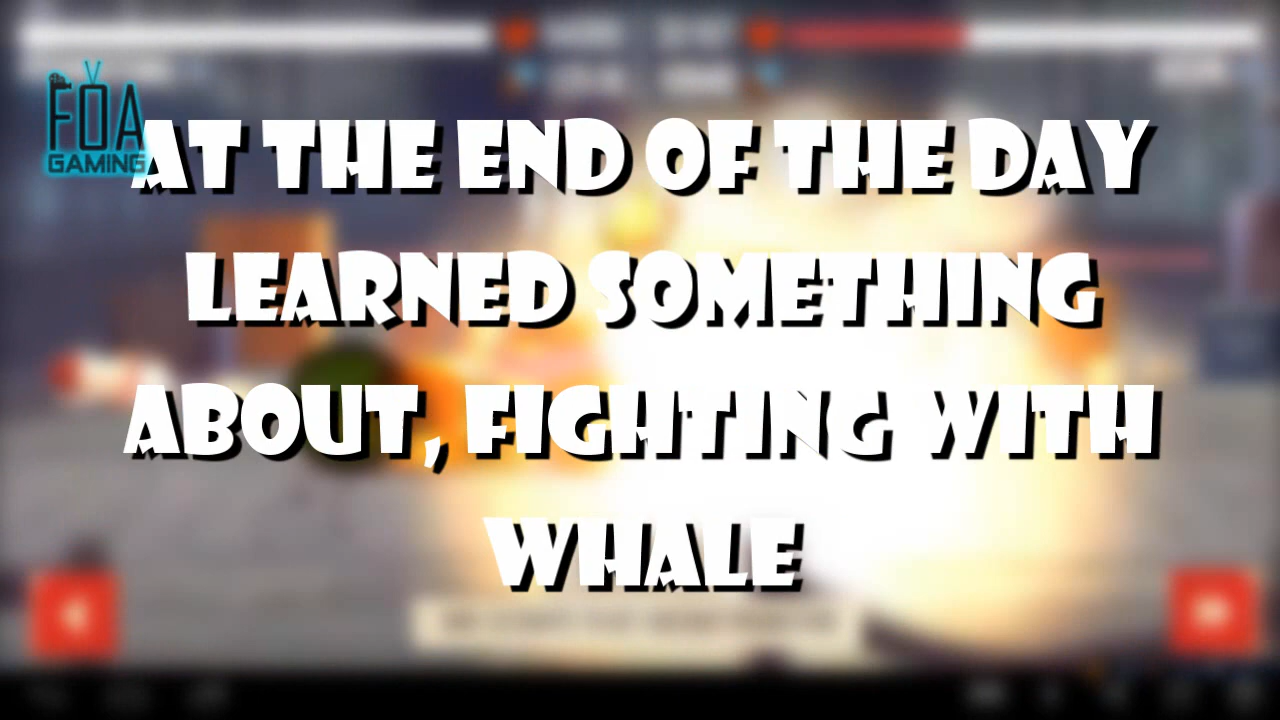 FOA
GAMING
AT THE END OF THE DAY
LEARNED SOMETHING
ABOUT, FIGHTING WITH
WHALE